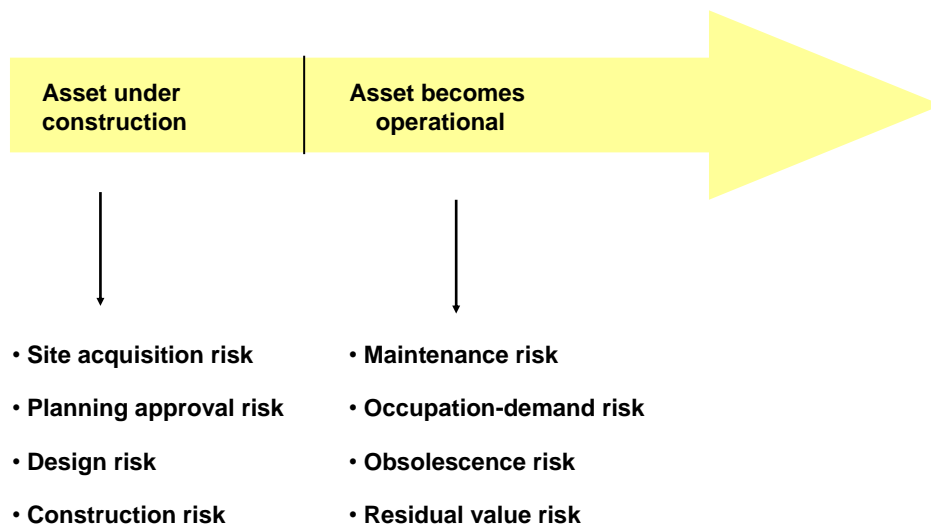 Asset under
construction
Asset becomes
operational
• Site acquisition risk
• Planning approval risk
• Design risk
• Construction risk
• Maintenance risk
• Occupation-demand risk
• Obsolescence risk
• Residual value risk